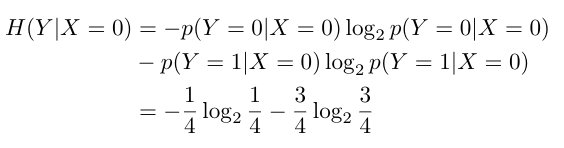 H(Y|X = 0) = −p(Y = 0|X = 0) log₂ p(Y = 0|X = 0)
− p(Y = 1|X = 0) log₂ p(Y = 1|X = 0)
= −1/4 log₂ 1/4 − 3/4 log₂ 3/4